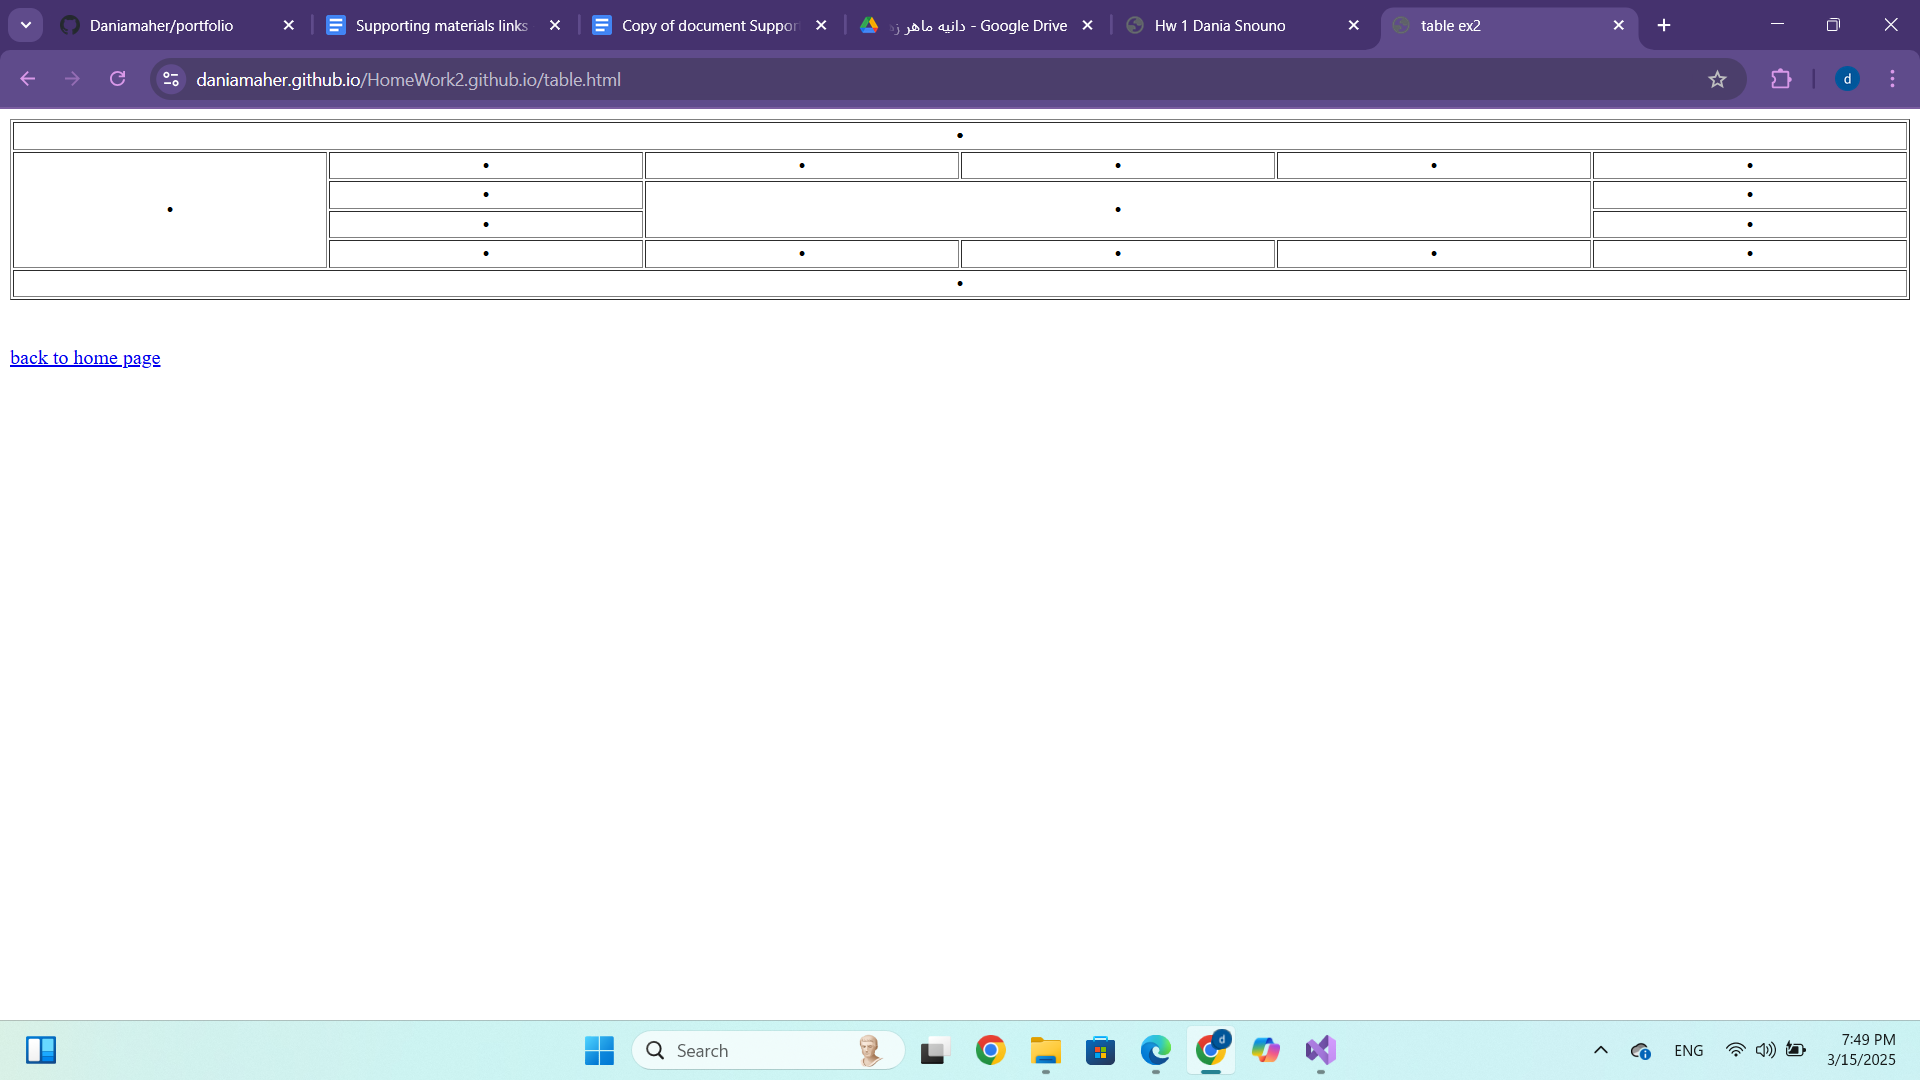 Daniamaher/portfolio
Supporting materials links
Copy of document Suppor
دانيه ماهر - Google Drive
Hw 1 Dania Snouno
table ex2
daniamaher.github.io/HomeWork2.github.io/table.html
d
•
• • • • •
•
• • •
• •
• • • • •
•
back to home page
Search
d
ENG
7:49 PM
3/15/2025